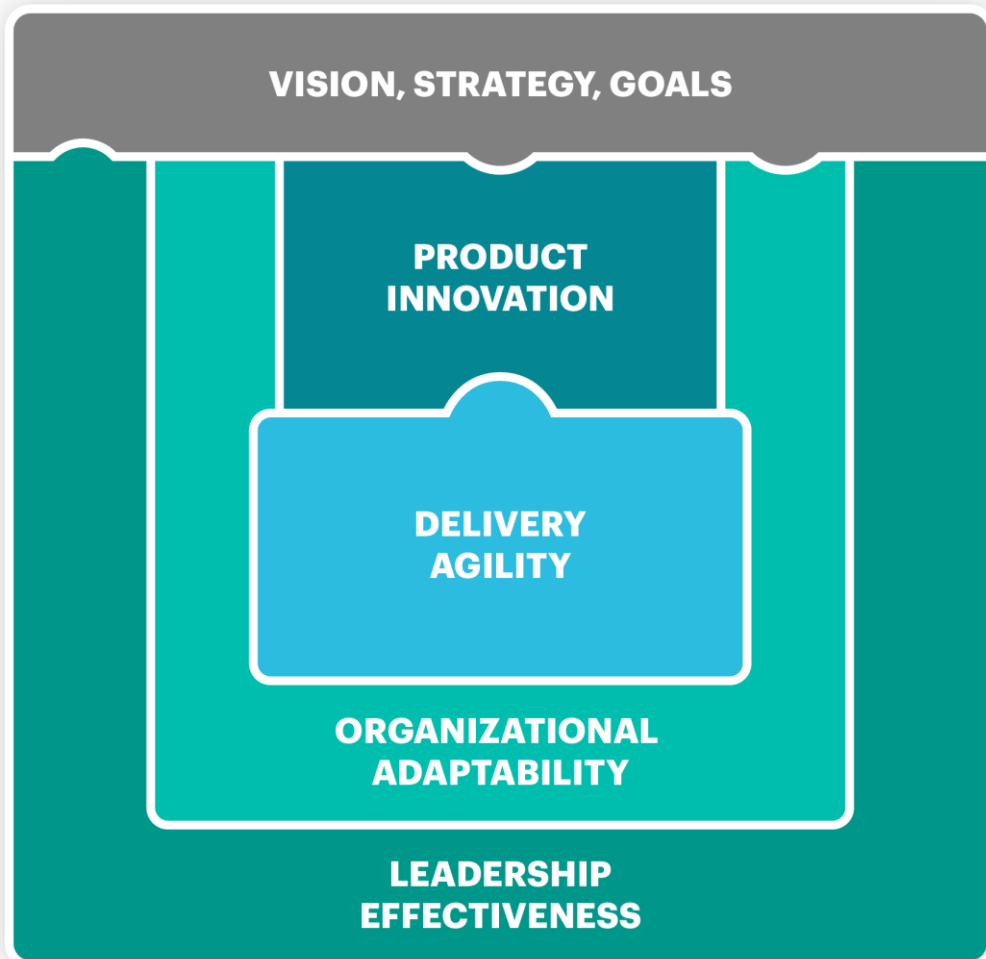 VISION, STRATEGY, GOALS
PRODUCT
INNOVATION
DELIVERY
AGILITY
ORGANIZATIONAL
ADAPTABILITY
LEADERSHIP
EFFECTIVENESS